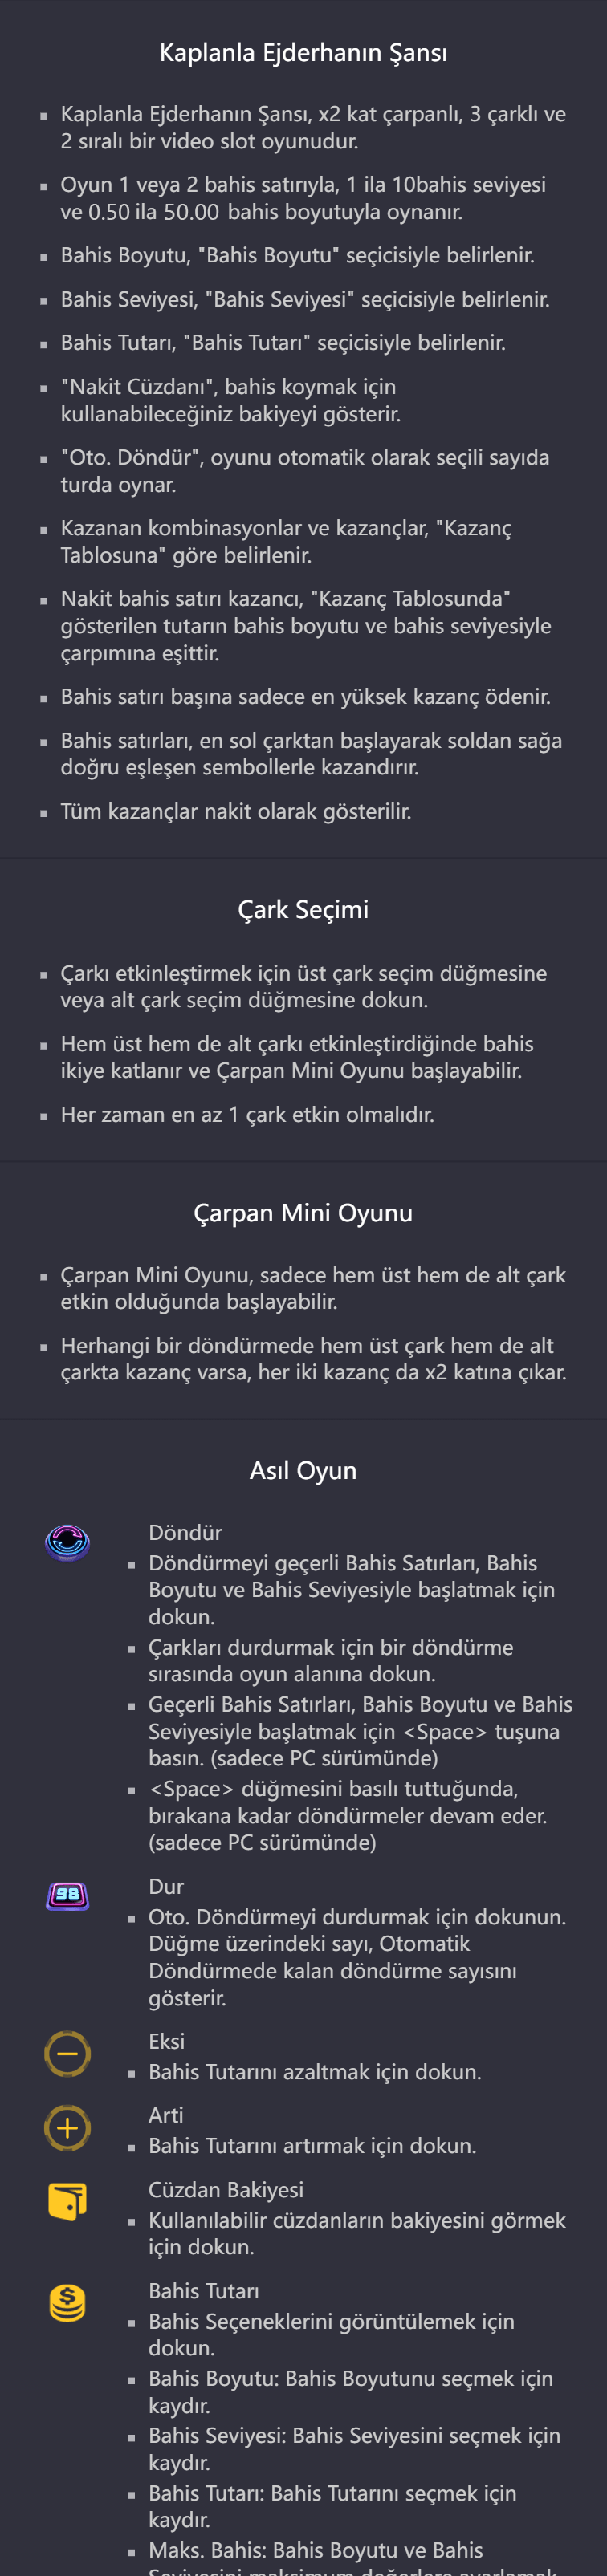 Kaplanla Ejderhanın Şansı
Kaplanla Ejderhanın Şansı, x2 kat çarpanlı, 3 çarklı ve
2 sıralı bir video slot oyunudur.
Oyun 1 veya 2 bahis satırıyla, 1 ila 10bahis seviyesi
ve 0.50 ila 50.00 bahis boyutuyla oynanır.
Bahis Boyutu, "Bahis Boyutu" seçicisiyle belirlenir.
Bahis Seviyesi, "Bahis Seviyesi" seçicisiyle belirlenir.
Bahis Tutarı, "Bahis Tutarı" seçicisiyle belirlenir.
"Nakit Cüzdanı", bahis koymak için
kullanabileceğiniz bakiyeyi gösterir.
"Oto. Döndür", oyunu otomatik olarak seçili sayıda
turda oynar.
Kazanan kombinasyonlar ve kazançlar, "Kazanç
Tablosuna" göre belirlenir.
Nakit bahis satırı kazancı, "Kazanç Tablosunda"
gösterilen tutarın bahis boyutu ve bahis seviyesiyle
çarpımına eşittir.
Bahis satırı başına sadece en yüksek kazanç ödenir.
Bahis satırları, en sol çarktan başlayarak soldan sağa
doğru eşleşen sembollerle kazandırır.
Tüm kazançlar nakit olarak gösterilir.
Çark Seçimi
Çarkı etkinleştirmek için üst çark seçim düğmesine
veya alt çark seçim düğmesine dokun.
Hem üst hem de alt çarkı etkinleştirdiğinde bahis
ikiye katlanır ve Çarpan Mini Oyunu başlayabilir.
Her zaman en az 1 çark etkin olmalıdır.
Çarpan Mini Oyunu
Çarpan Mini Oyunu, sadece hem üst hem de alt çark
etkin olduğunda başlayabilir.
Herhangi bir döndürmede hem üst çark hem de alt
çarkta kazanç varsa, her iki kazanç da x2 katına çıkar.
Asıl Oyun
Döndür
Döndürmeyi geçerli Bahis Satırları, Bahis
Boyutu ve Bahis Seviyesiyle başlatmak için
dokun.
Çarkları durdurmak için bir döndürme
sırasında oyun alanına dokun.
Geçerli Bahis Satırları, Bahis Boyutu ve Bahis
Seviyesiyle başlatmak için <Space> tuşuna
basın. (sadece PC sürümünde)
<Space> düğmesini basılı tuttuğunda,
bırakana kadar döndürmeler devam eder.
(sadece PC sürümünde)
98
Dur
Oto. Döndürmeyi durdurmak için dokunun.
Düğme üzerindeki sayı, Otomatik
Döndürmede kalan döndürme sayısını
gösterir.
Eksi
Bahis Tutarını azaltmak için dokun.
Arti
Bahis Tutarını artırmak için dokun.
Cüzdan Bakiyesi
Kullanılabilir cüzdanların bakiyesini görmek
için dokun.
Bahis Tutarı
Bahis Seçeneklerini görüntülemek için
dokun.
Bahis Boyutu: Bahis Boyutunu seçmek için
kaydır.
Bahis Seviyesi: Bahis Seviyesini seçmek için
kaydır.
Bahis Tutarı: Bahis Tutarını seçmek için
kaydır.
Maks. Bahis: Bahis Boyutu ve Bahis